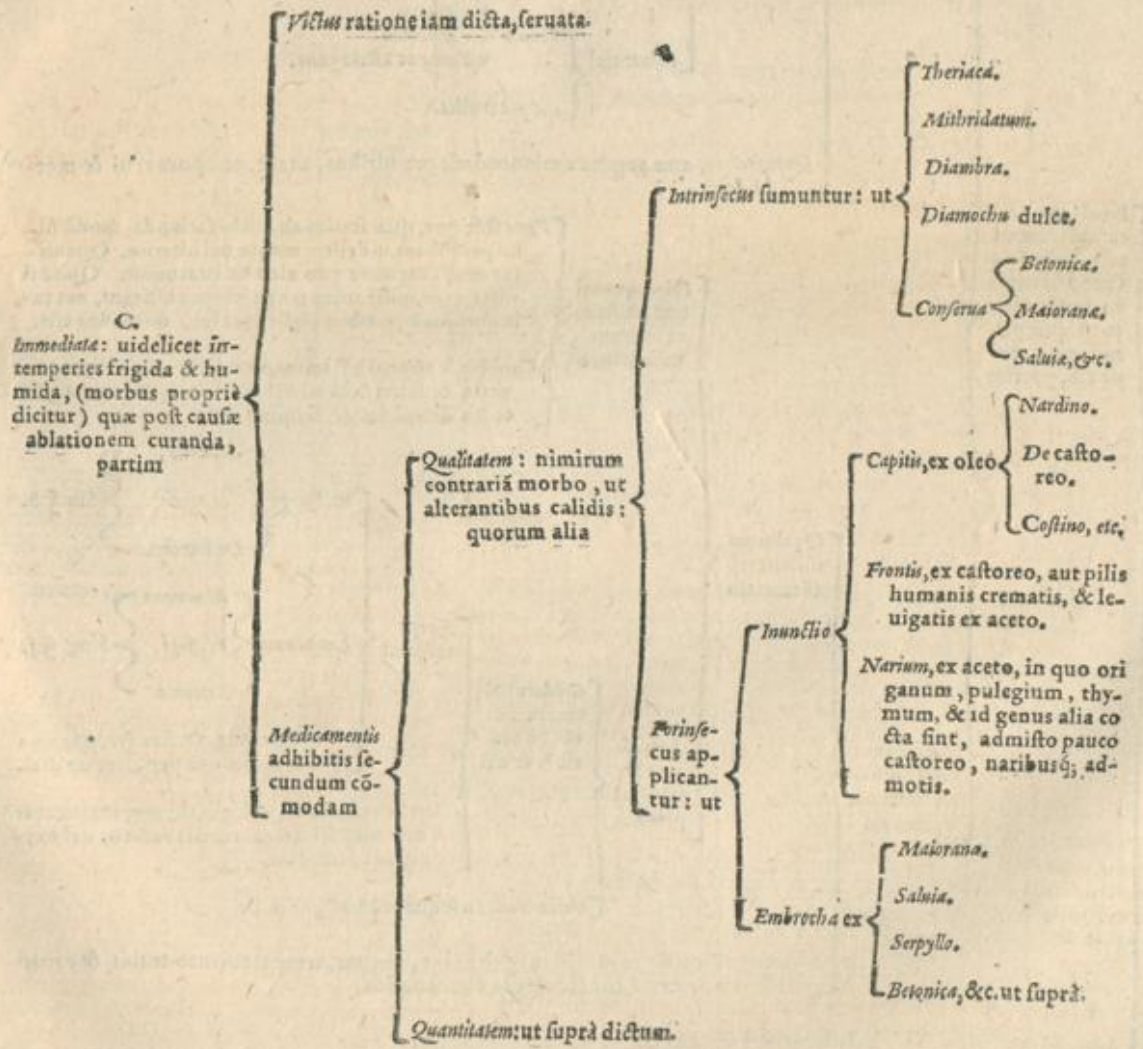 Victus ratione iam dicta, seruata.
C.
Immediata: uidelicet in-
temperies frigida & hu-
mida, (morbus propriè
dicitur) quæ post causæ
ablationem curanda,
partim
Medicamentis
adhibitis se-
cundum cō-
modam
Qualitatem: nimirum
contrariâ morbo, ut
alterantibus calidis:
quorum alia
Intrinsecus sumuntur: ut
Theriaca.
Mithridatum.
Diambra.
Diamochu dulce.
Conserua
Betonicæ.
Maioranæ.
Saluiæ, &c.
Forinse-
cus ap-
plican-
tur: ut
Inunctio
Capitis, ex oleo
Nardino.
De casto-
reo.
Costino, etc.
Frontis, ex castoreo, aut pilis
humanis crematis, & le-
uigatis ex aceto.
Narium, ex aceto, in quo ori
ganum, pulegium, thy-
mum, & id genus alia co
cta sint, admisto pauco
castoreo, naribusq́; ad-
motis.
Embrocha ex
Maiorana.
Saluia.
Serpyllo.
Betonica, &c. ut suprà.
Quantitatem: ut suprà dictum.